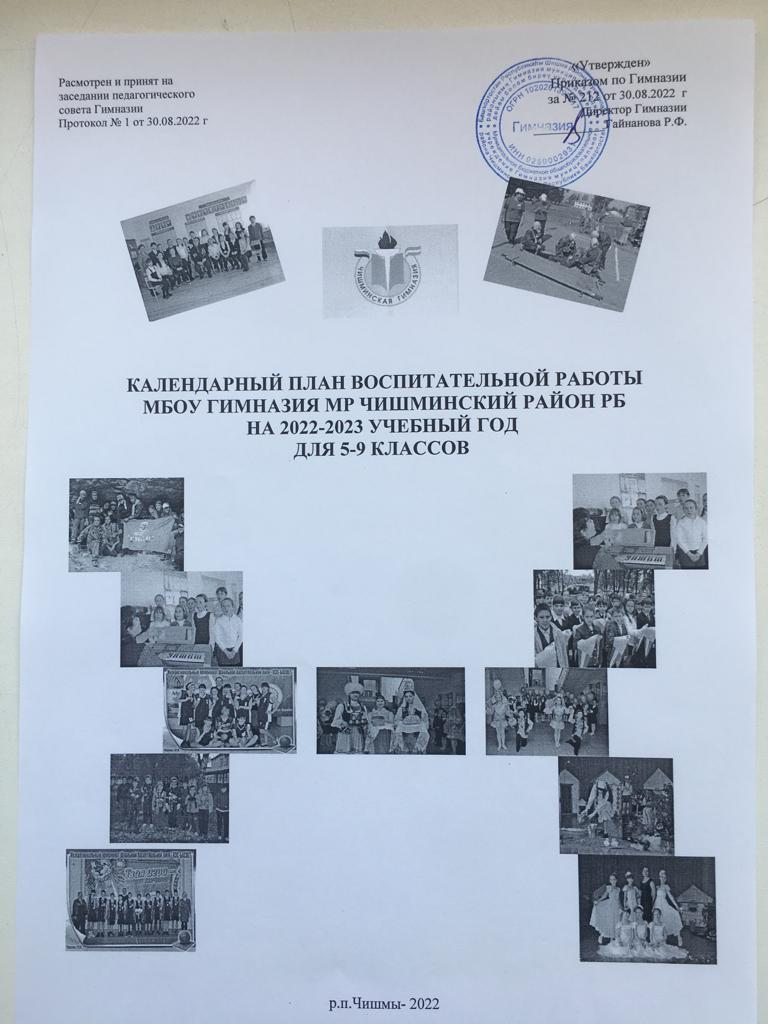 Расмотрен и принят на
заседании педагогического
совета Гимназии
Протокол № 1 от 30.08.2022 г
«Утвержден»
Приказом по Гимназии
за № 212 от 30.08.2022 г
Директор Гимназии
Тайнанова Р.Ф.
Гимназия
ЧИШМИНСКАЯ ГИМНАЗИЯ
КАЛЕНДАРНЫЙ ПЛАН ВОСПИТАТЕЛЬНОЙ РАБОТЫ
МБОУ ГИМНАЗИЯ МР ЧИШМИНСКИЙ РАЙОН РБ
НА 2022-2023 УЧЕБНЫЙ ГОД
ДЛЯ 5-9 КЛАССОВ
р.п.Чишмы- 2022